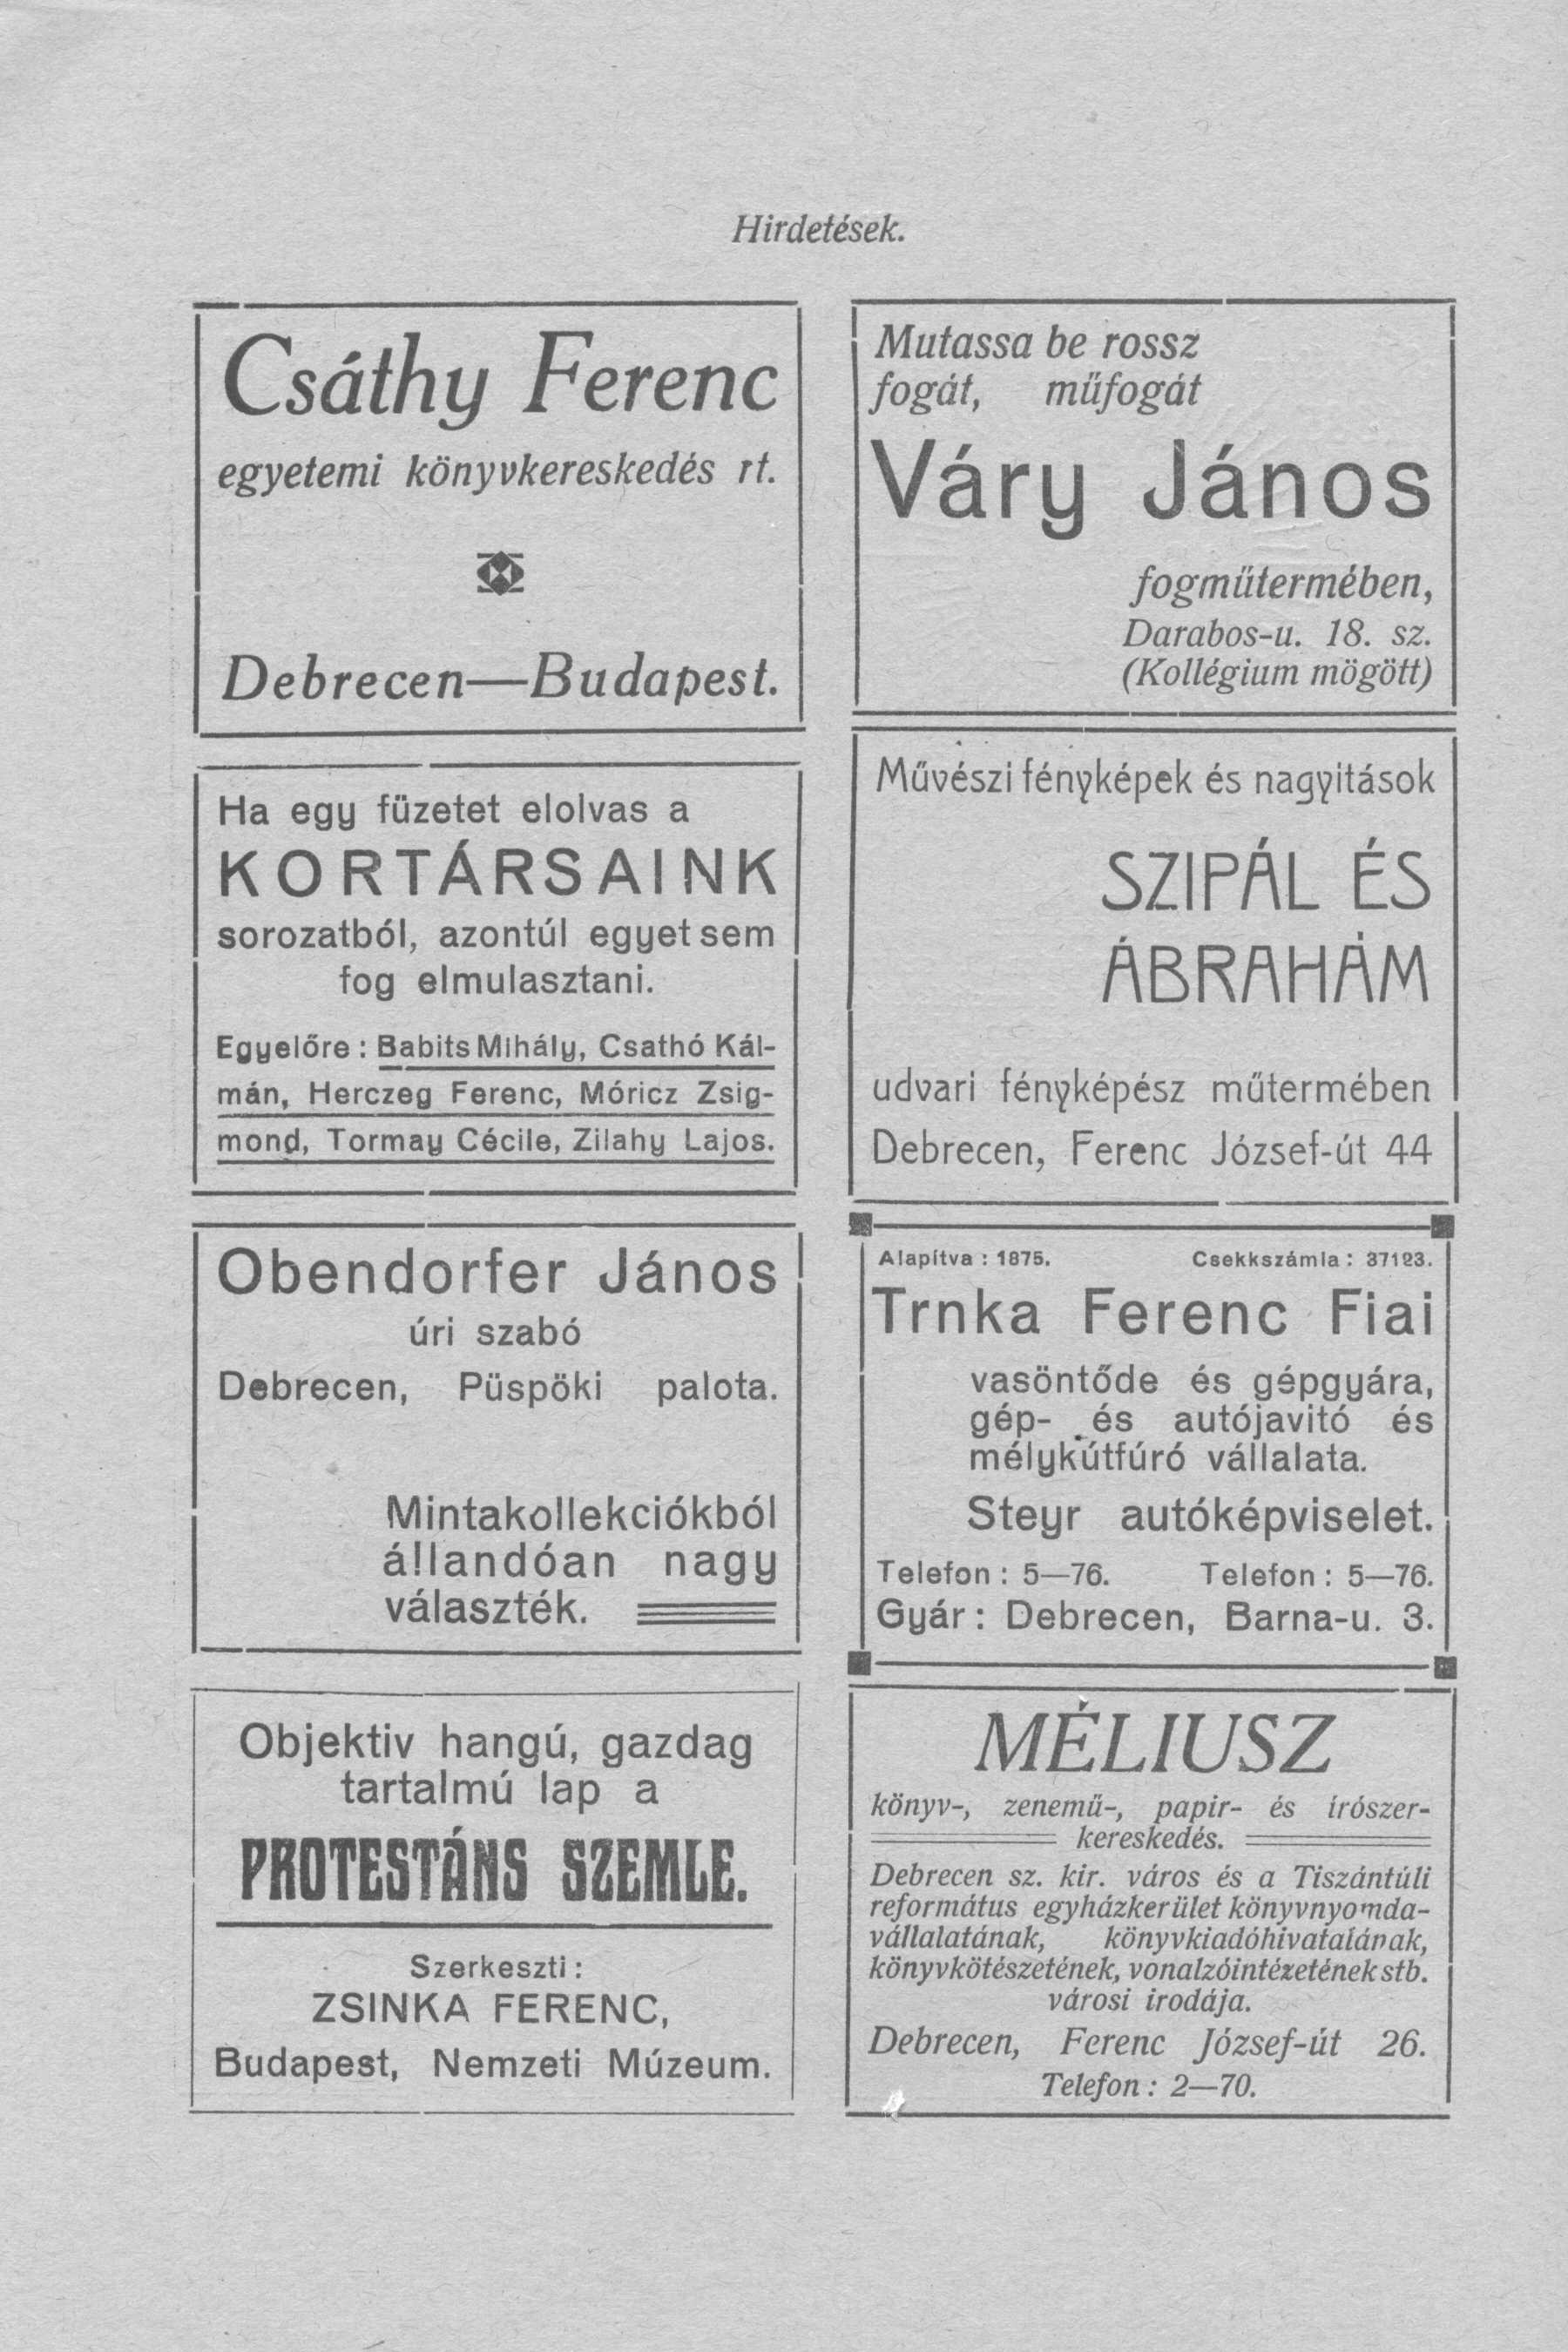 Hirdetések.
Csáthy Ferenc
egyetemi könyvkereskedés rt.
Debrecen—Budapest.
Ha egy füzetet elolvas a
KORTÁRSAINK
sorozatból, azontúl egyet sem
fog elmulasztani.
Egyelőre : Babits Mihály, Csathó Kál-
mán, Herczeg Ferenc, Móricz Zsig-
mond, Tormay Cécile, Zilahy Lajos.
Obendorfer János
úri szabó
Debrecen, Püspöki palota.
Mintakollekciókból
állandóan nagy
választék.
Objektiv hangú, gazdag
tartalmú lap a
PROTESTÁNS SZEMLE.
Szerkeszti :
ZSINKA FERENC,
Budapest, Nemzeti Múzeum.
Mutassa be rossz
fogát, műfogát
Váry János
fogműtermében,
Darabos-u. 18. sz.
(Kollégium mögött)
Művészi fényképek és nagyitások
SZIPÁL ÉS
ÁBRAHÁM
udvari fényképész műtermében
Debrecen, Ferenc József-út 44
Alapítva : 1875. Csekkszámla : 37123.
Trnka Ferenc Fiai
vasöntőde és gépgyára,
gép- és autójavitó és
mélykútfúró vállalata.
Steyr autóképviselet.
Telefon : 5—76. Telefon : 5—76.
Gyár : Debrecen, Barna-u. 3.
MÉLIUSZ
könyv-, zenemű-, papir- és írószer-
kereskedés.
Debrecen sz. kir. város és a Tiszántúli
református egyházkerület könyvnyomda-
vállalatának, könyvkiadóhivatalának,
könyvkötészetének, vonalzóintézetének stb.
városi irodája.
Debrecen, Ferenc József-út 26.
Telefon : 2—70.